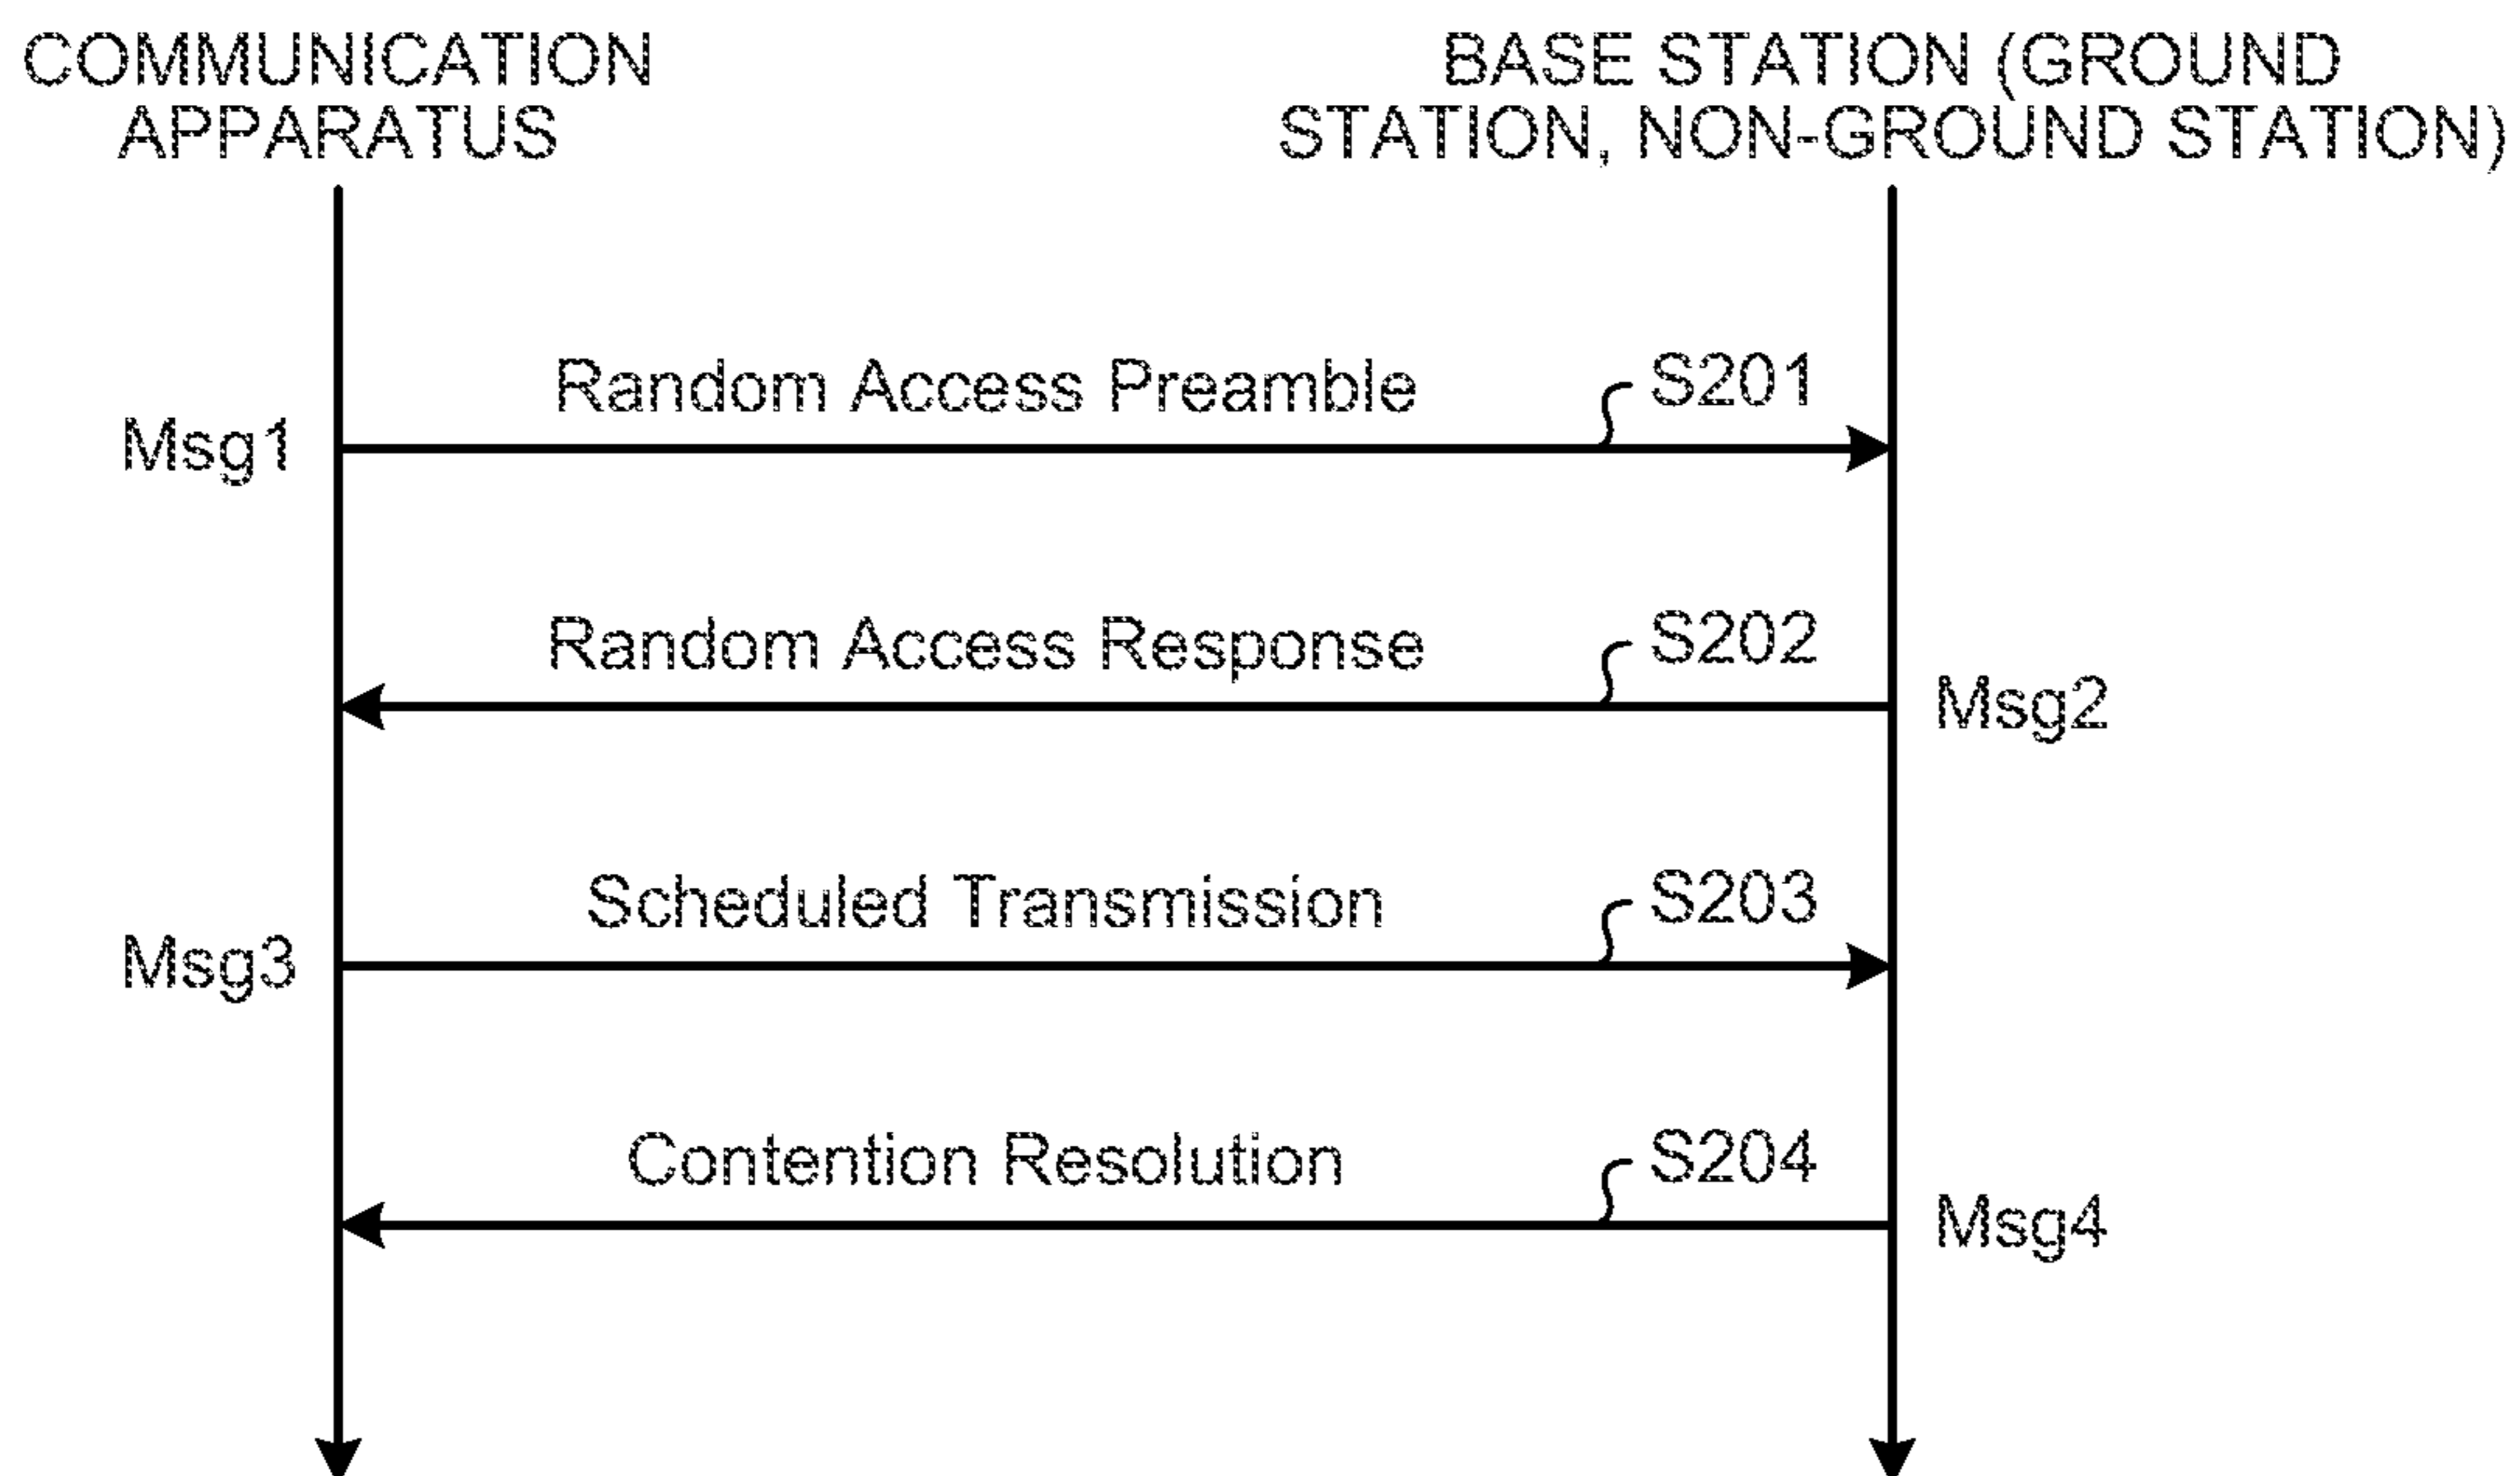 COMMUNICATION
APPARATUS
BASE STATION (GROUND
STATION, NON-GROUND STATION)
Random Access Preamble
S201
Msg1
Random Access Response
S202
Msg2
Scheduled Transmission
S203
Msg3
Contention Resolution
S204
Msg4